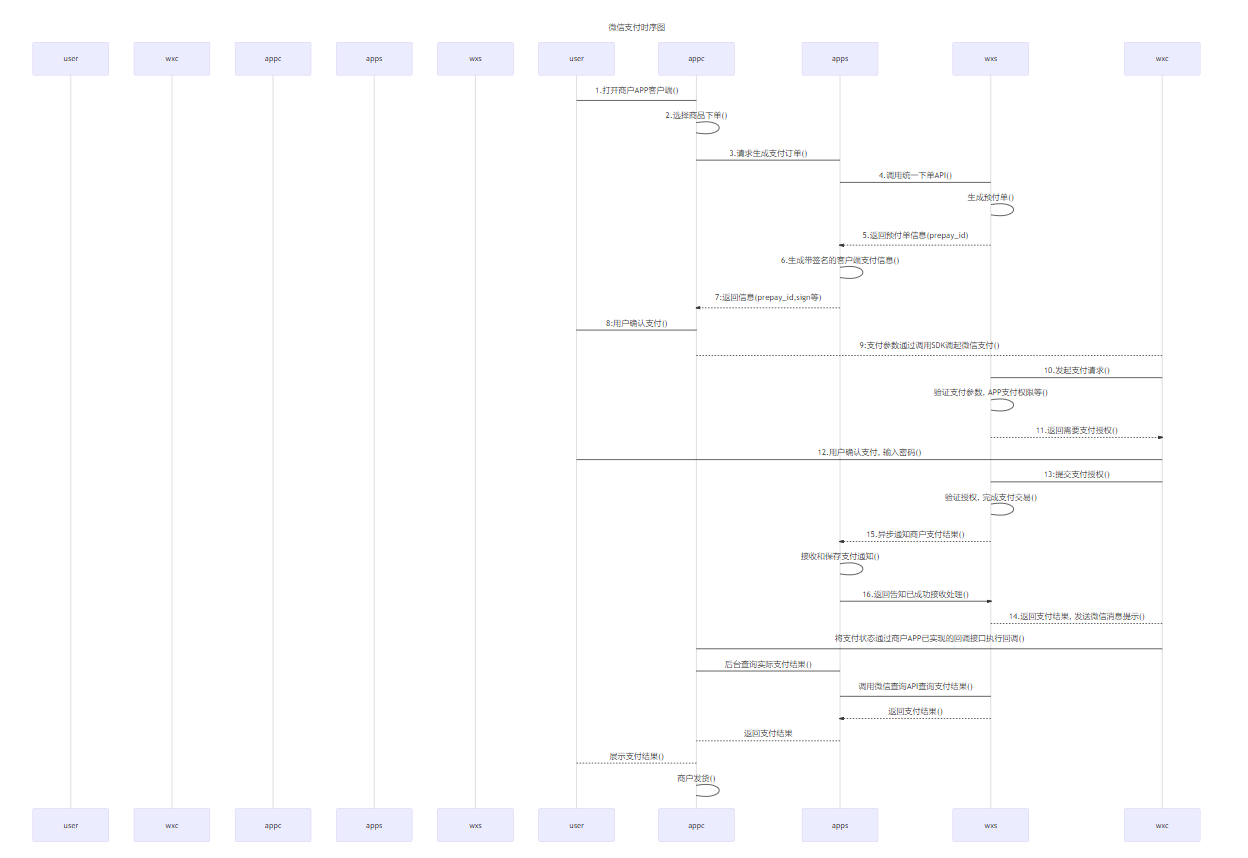 微信支付时序图
user wxc appc apps wxs user appc apps wxs wxc
1.打开商户APP客户端()
2.选择商品下单()
3.请求生成支付订单()
4.调用统一下单API()
生成预付单()
5.返回预付单信息(prepay_id)
6.生成带签名的客户端支付信息()
7:返回信息(prepay_id,sign等)
8:用户确认支付()
9:支付参数通过调用SDK调起微信支付()
10.发起支付请求()
验证支付参数, APP支付权限等()
11.返回需要支付授权()
12.用户确认支付, 输入密码()
13:提交支付授权()
验证授权, 完成支付交易()
15.异步通知商户支付结果()
接收和保存支付通知()
16.返回告知已成功接收处理()
14.返回支付结果, 发送微信消息提示()
将支付状态通过商户APP已实现的回调接口执行回调()
后台查询实际支付结果()
调用微信查询API查询支付结果()
返回支付结果()
返回支付结果
展示支付结果()
商户发货()
user wxc appc apps wxs user appc apps wxs wxc